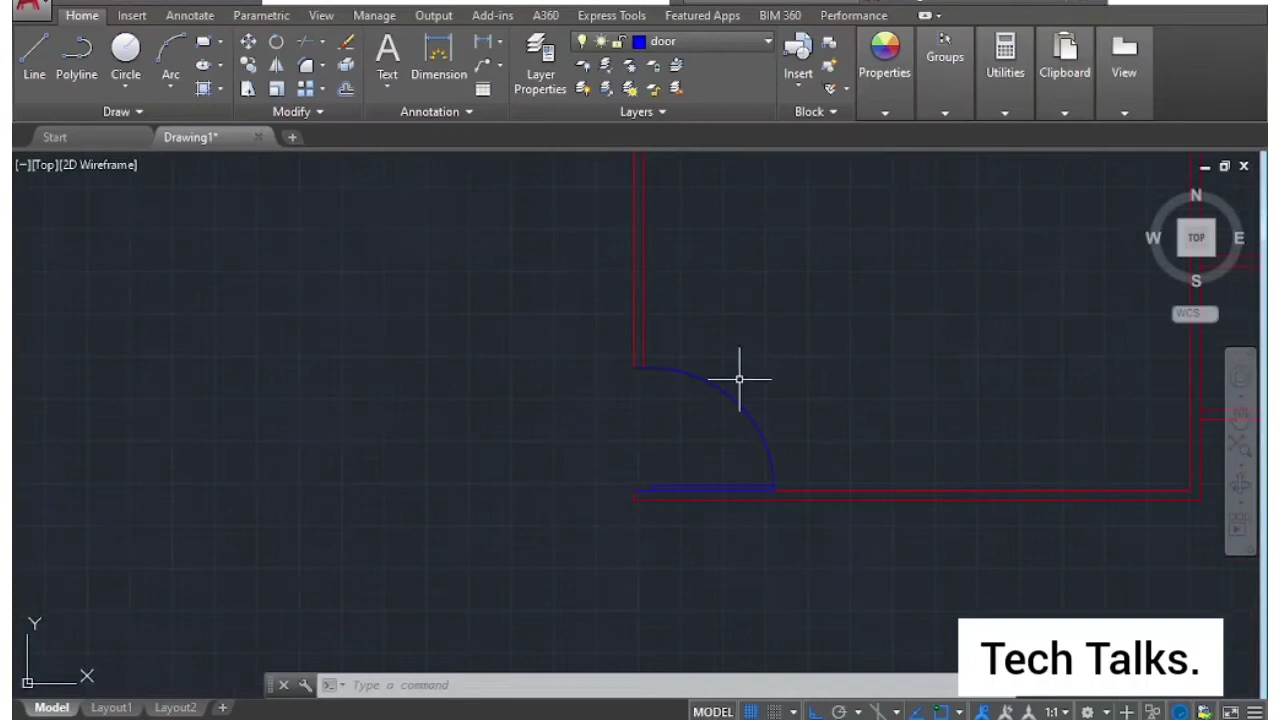 Home Insert Annotate Parametric View Manage Output Add-ins A360 Express Tools Featured Apps BIM 360 Performance
door
Line Polyline Circle Arc Text Dimension Layer Properties Insert Properties Groups Utilities Clipboard View
Draw Modify Annotation Layers Block
Start Drawing1*
[−][Top][2D Wireframe]
N
W TOP E
S
WCS
Y
X
Tech Talks.
Type a command
Model Layout1 Layout2 MODEL 1:1